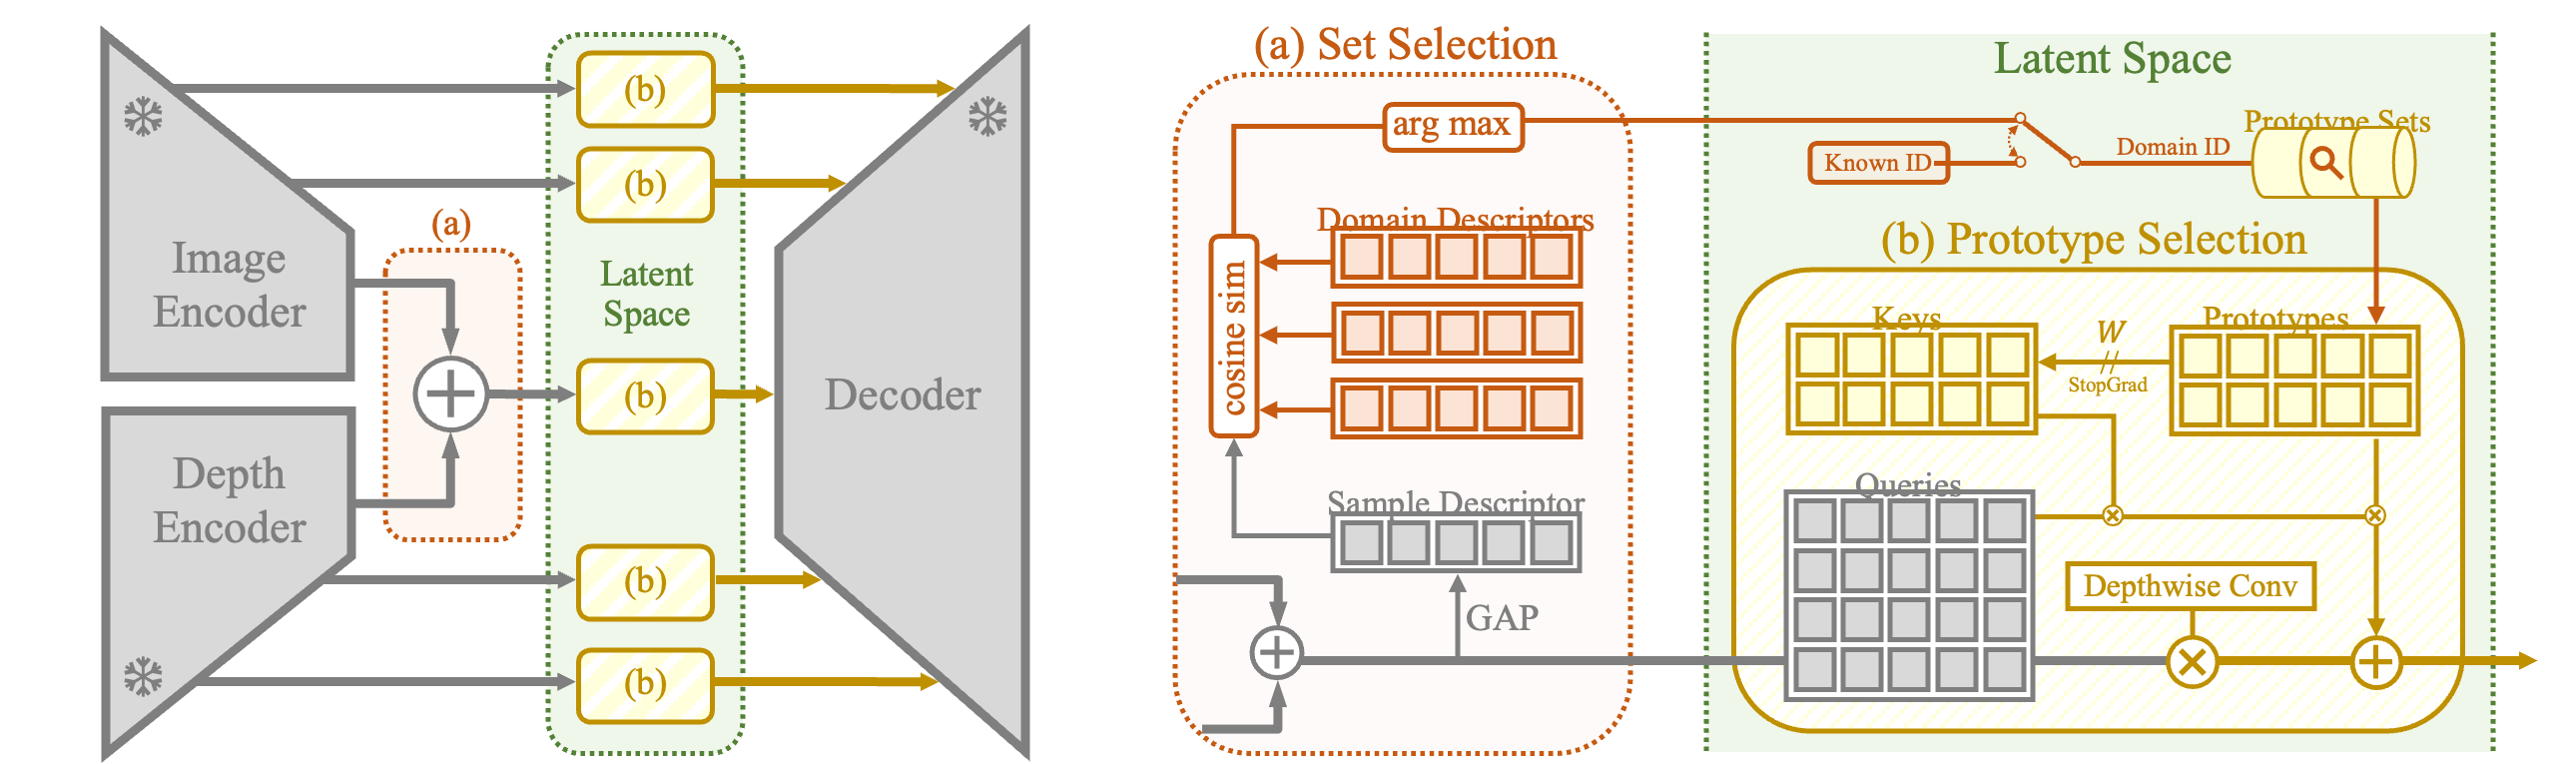 (b)
(b)
(a)
Image
Encoder
Latent
Space
(b)
Decoder
Depth
Encoder
(b)
(b)
(a) Set Selection
arg max
cosine sim
Domain Descriptors
Sample Descriptor
GAP
Latent Space
Known ID
Domain ID
Prototype Sets
(b) Prototype Selection
Keys
W
StopGrad
Prototypes
Queries
Depthwise Conv